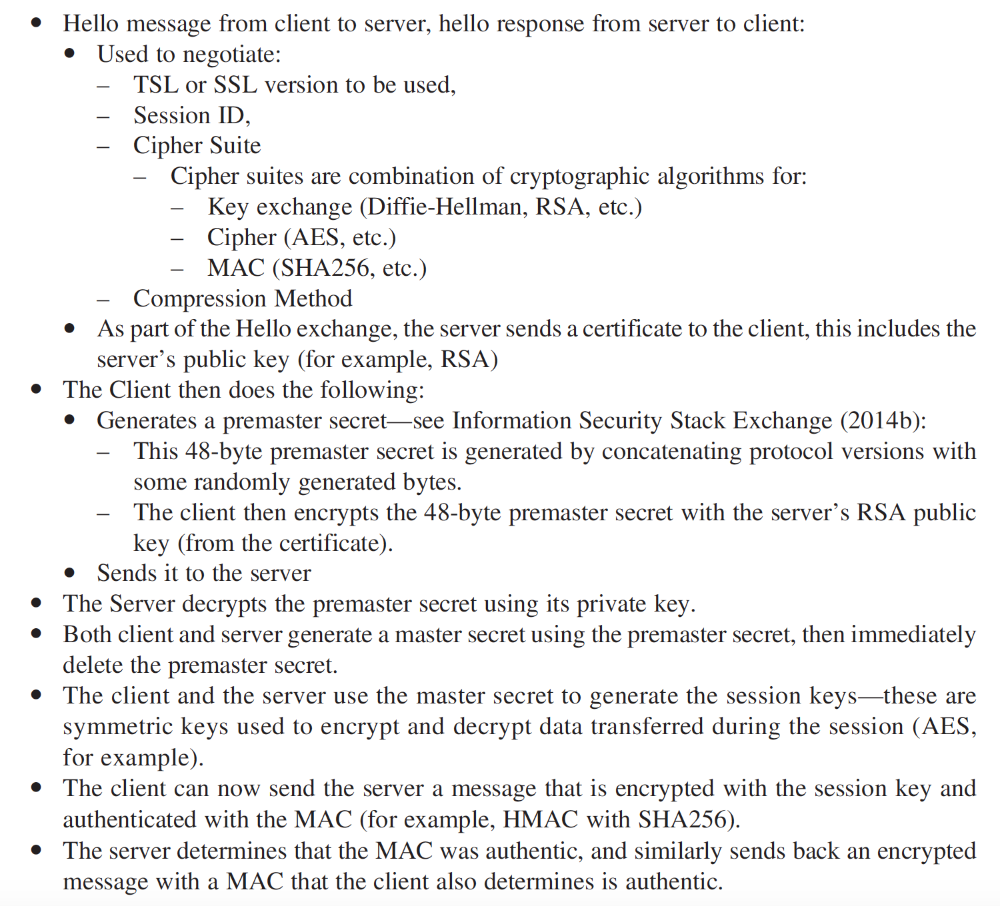 • Hello message from client to server, hello response from server to client:
• Used to negotiate:
– TSL or SSL version to be used,
– Session ID,
– Cipher Suite
– Cipher suites are combination of cryptographic algorithms for:
– Key exchange (Diffie-Hellman, RSA, etc.)
– Cipher (AES, etc.)
– MAC (SHA256, etc.)
– Compression Method
• As part of the Hello exchange, the server sends a certificate to the client, this includes the
server’s public key (for example, RSA)
• The Client then does the following:
• Generates a premaster secret—see Information Security Stack Exchange (2014b):
– This 48-byte premaster secret is generated by concatenating protocol versions with
some randomly generated bytes.
– The client then encrypts the 48-byte premaster secret with the server’s RSA public
key (from the certificate).
• Sends it to the server
• The Server decrypts the premaster secret using its private key.
• Both client and server generate a master secret using the premaster secret, then immediately
delete the premaster secret.
• The client and the server use the master secret to generate the session keys—these are
symmetric keys used to encrypt and decrypt data transferred during the session (AES,
for example).
• The client can now send the server a message that is encrypted with the session key and
authenticated with the MAC (for example, HMAC with SHA256).
• The server determines that the MAC was authentic, and similarly sends back an encrypted
message with a MAC that the client also determines is authentic.